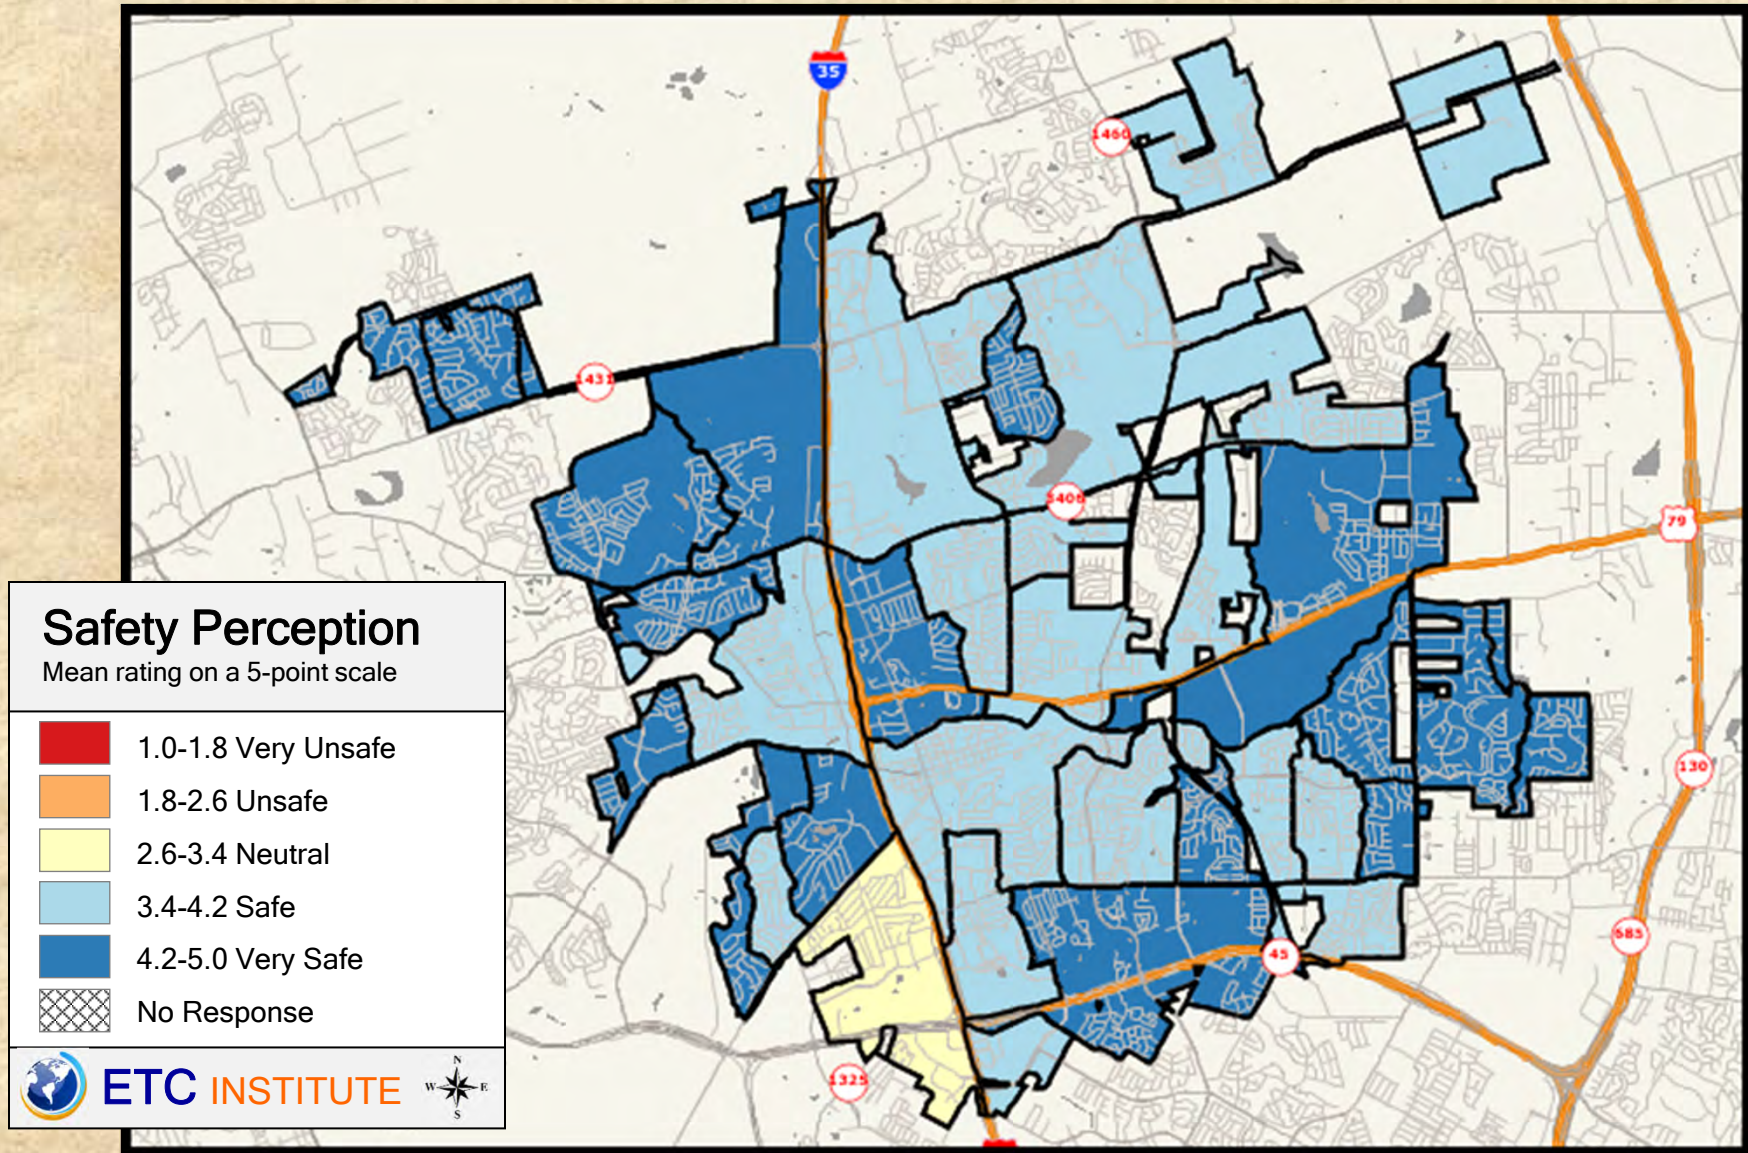 35
1460
1431
3406
79
Safety Perception
Mean rating on a 5-point scale
1.0-1.8 Very Unsafe
1.8-2.6 Unsafe
2.6-3.4 Neutral
3.4-4.2 Safe
4.2-5.0 Very Safe
No Response
130
685
45
1325
ETC INSTITUTE
N
W E
S